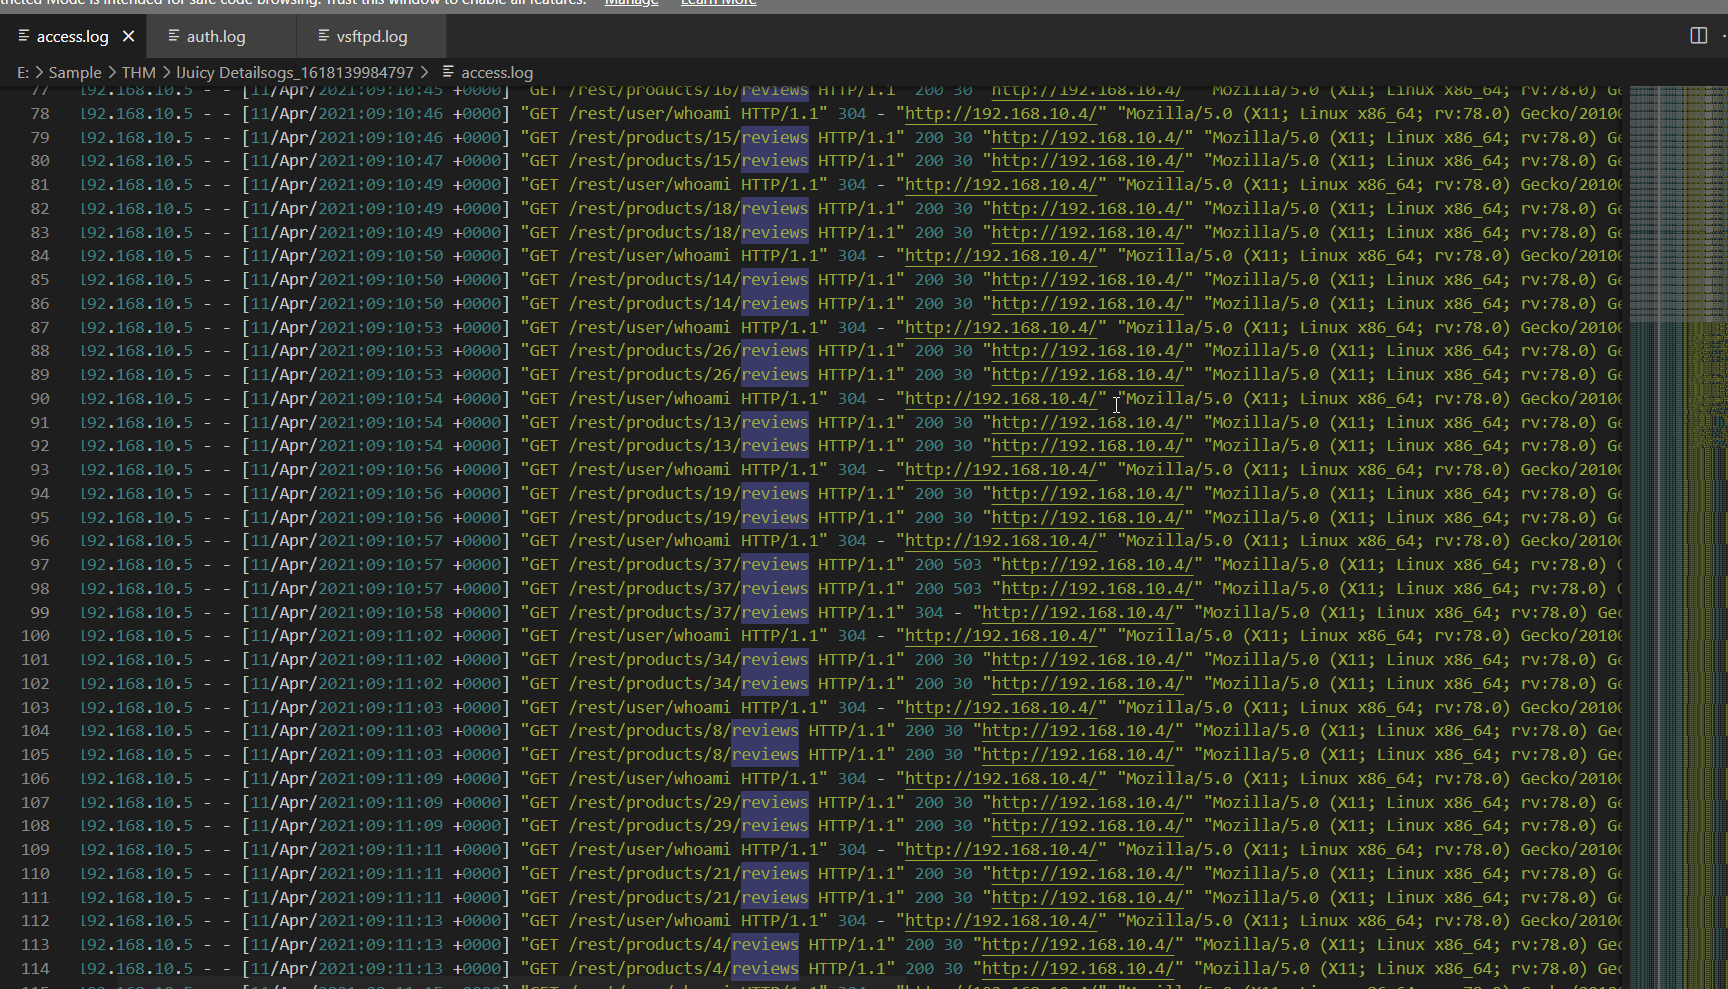 cted Mode is intended for safe code browsing. Trust this window to enable all features. Manage Learn More
access.log auth.log vsftpd.log
E: > Sample > THM > lJuicy Detailsogs_1618139984797 > access.log
77 192.168.10.5 - - [11/Apr/2021:09:10:45 +0000] "GET /rest/products/16/reviews HTTP/1.1" 200 30 "http://192.168.10.4/" "Mozilla/5.0 (X11; Linux x86_64; rv:78.0) Ge
78 192.168.10.5 - - [11/Apr/2021:09:10:46 +0000] "GET /rest/user/whoami HTTP/1.1" 304 - "http://192.168.10.4/" "Mozilla/5.0 (X11; Linux x86_64; rv:78.0) Gecko/20100
79 192.168.10.5 - - [11/Apr/2021:09:10:46 +0000] "GET /rest/products/15/reviews HTTP/1.1" 200 30 "http://192.168.10.4/" "Mozilla/5.0 (X11; Linux x86_64; rv:78.0) Ge
80 192.168.10.5 - - [11/Apr/2021:09:10:47 +0000] "GET /rest/products/15/reviews HTTP/1.1" 200 30 "http://192.168.10.4/" "Mozilla/5.0 (X11; Linux x86_64; rv:78.0) Ge
81 192.168.10.5 - - [11/Apr/2021:09:10:49 +0000] "GET /rest/user/whoami HTTP/1.1" 304 - "http://192.168.10.4/" "Mozilla/5.0 (X11; Linux x86_64; rv:78.0) Gecko/20100
82 192.168.10.5 - - [11/Apr/2021:09:10:49 +0000] "GET /rest/products/18/reviews HTTP/1.1" 200 30 "http://192.168.10.4/" "Mozilla/5.0 (X11; Linux x86_64; rv:78.0) Ge
83 192.168.10.5 - - [11/Apr/2021:09:10:49 +0000] "GET /rest/products/18/reviews HTTP/1.1" 200 30 "http://192.168.10.4/" "Mozilla/5.0 (X11; Linux x86_64; rv:78.0) Ge
84 192.168.10.5 - - [11/Apr/2021:09:10:50 +0000] "GET /rest/user/whoami HTTP/1.1" 304 - "http://192.168.10.4/" "Mozilla/5.0 (X11; Linux x86_64; rv:78.0) Gecko/20100
85 192.168.10.5 - - [11/Apr/2021:09:10:50 +0000] "GET /rest/products/14/reviews HTTP/1.1" 200 30 "http://192.168.10.4/" "Mozilla/5.0 (X11; Linux x86_64; rv:78.0) Ge
86 192.168.10.5 - - [11/Apr/2021:09:10:50 +0000] "GET /rest/products/14/reviews HTTP/1.1" 200 30 "http://192.168.10.4/" "Mozilla/5.0 (X11; Linux x86_64; rv:78.0) Ge
87 192.168.10.5 - - [11/Apr/2021:09:10:53 +0000] "GET /rest/user/whoami HTTP/1.1" 304 - "http://192.168.10.4/" "Mozilla/5.0 (X11; Linux x86_64; rv:78.0) Gecko/20100
88 192.168.10.5 - - [11/Apr/2021:09:10:53 +0000] "GET /rest/products/26/reviews HTTP/1.1" 200 30 "http://192.168.10.4/" "Mozilla/5.0 (X11; Linux x86_64; rv:78.0) Ge
89 192.168.10.5 - - [11/Apr/2021:09:10:53 +0000] "GET /rest/products/26/reviews HTTP/1.1" 200 30 "http://192.168.10.4/" "Mozilla/5.0 (X11; Linux x86_64; rv:78.0) Ge
90 192.168.10.5 - - [11/Apr/2021:09:10:54 +0000] "GET /rest/user/whoami HTTP/1.1" 304 - "http://192.168.10.4/" "Mozilla/5.0 (X11; Linux x86_64; rv:78.0) Gecko/20100
91 192.168.10.5 - - [11/Apr/2021:09:10:54 +0000] "GET /rest/products/13/reviews HTTP/1.1" 200 30 "http://192.168.10.4/" "Mozilla/5.0 (X11; Linux x86_64; rv:78.0) Ge
92 192.168.10.5 - - [11/Apr/2021:09:10:54 +0000] "GET /rest/products/13/reviews HTTP/1.1" 200 30 "http://192.168.10.4/" "Mozilla/5.0 (X11; Linux x86_64; rv:78.0) Ge
93 192.168.10.5 - - [11/Apr/2021:09:10:56 +0000] "GET /rest/user/whoami HTTP/1.1" 304 - "http://192.168.10.4/" "Mozilla/5.0 (X11; Linux x86_64; rv:78.0) Gecko/20100
94 192.168.10.5 - - [11/Apr/2021:09:10:56 +0000] "GET /rest/products/19/reviews HTTP/1.1" 200 30 "http://192.168.10.4/" "Mozilla/5.0 (X11; Linux x86_64; rv:78.0) Ge
95 192.168.10.5 - - [11/Apr/2021:09:10:56 +0000] "GET /rest/products/19/reviews HTTP/1.1" 200 30 "http://192.168.10.4/" "Mozilla/5.0 (X11; Linux x86_64; rv:78.0) Ge
96 192.168.10.5 - - [11/Apr/2021:09:10:57 +0000] "GET /rest/user/whoami HTTP/1.1" 304 - "http://192.168.10.4/" "Mozilla/5.0 (X11; Linux x86_64; rv:78.0) Gecko/20100
97 192.168.10.5 - - [11/Apr/2021:09:10:57 +0000] "GET /rest/products/37/reviews HTTP/1.1" 200 503 "http://192.168.10.4/" "Mozilla/5.0 (X11; Linux x86_64; rv:78.0) G
98 192.168.10.5 - - [11/Apr/2021:09:10:57 +0000] "GET /rest/products/37/reviews HTTP/1.1" 200 503 "http://192.168.10.4/" "Mozilla/5.0 (X11; Linux x86_64; rv:78.0) G
99 192.168.10.5 - - [11/Apr/2021:09:10:58 +0000] "GET /rest/products/37/reviews HTTP/1.1" 304 - "http://192.168.10.4/" "Mozilla/5.0 (X11; Linux x86_64; rv:78.0) Gec
100 192.168.10.5 - - [11/Apr/2021:09:11:02 +0000] "GET /rest/user/whoami HTTP/1.1" 304 - "http://192.168.10.4/" "Mozilla/5.0 (X11; Linux x86_64; rv:78.0) Gecko/20100
101 192.168.10.5 - - [11/Apr/2021:09:11:02 +0000] "GET /rest/products/34/reviews HTTP/1.1" 200 30 "http://192.168.10.4/" "Mozilla/5.0 (X11; Linux x86_64; rv:78.0) Ge
102 192.168.10.5 - - [11/Apr/2021:09:11:02 +0000] "GET /rest/products/34/reviews HTTP/1.1" 200 30 "http://192.168.10.4/" "Mozilla/5.0 (X11; Linux x86_64; rv:78.0) Ge
103 192.168.10.5 - - [11/Apr/2021:09:11:03 +0000] "GET /rest/user/whoami HTTP/1.1" 304 - "http://192.168.10.4/" "Mozilla/5.0 (X11; Linux x86_64; rv:78.0) Gecko/20100
104 192.168.10.5 - - [11/Apr/2021:09:11:03 +0000] "GET /rest/products/8/reviews HTTP/1.1" 200 30 "http://192.168.10.4/" "Mozilla/5.0 (X11; Linux x86_64; rv:78.0) Gec
105 192.168.10.5 - - [11/Apr/2021:09:11:03 +0000] "GET /rest/products/8/reviews HTTP/1.1" 200 30 "http://192.168.10.4/" "Mozilla/5.0 (X11; Linux x86_64; rv:78.0) Gec
106 192.168.10.5 - - [11/Apr/2021:09:11:09 +0000] "GET /rest/user/whoami HTTP/1.1" 304 - "http://192.168.10.4/" "Mozilla/5.0 (X11; Linux x86_64; rv:78.0) Gecko/20100
107 192.168.10.5 - - [11/Apr/2021:09:11:09 +0000] "GET /rest/products/29/reviews HTTP/1.1" 200 30 "http://192.168.10.4/" "Mozilla/5.0 (X11; Linux x86_64; rv:78.0) Ge
108 192.168.10.5 - - [11/Apr/2021:09:11:09 +0000] "GET /rest/products/29/reviews HTTP/1.1" 200 30 "http://192.168.10.4/" "Mozilla/5.0 (X11; Linux x86_64; rv:78.0) Ge
109 192.168.10.5 - - [11/Apr/2021:09:11:11 +0000] "GET /rest/user/whoami HTTP/1.1" 304 - "http://192.168.10.4/" "Mozilla/5.0 (X11; Linux x86_64; rv:78.0) Gecko/20100
110 192.168.10.5 - - [11/Apr/2021:09:11:11 +0000] "GET /rest/products/21/reviews HTTP/1.1" 200 30 "http://192.168.10.4/" "Mozilla/5.0 (X11; Linux x86_64; rv:78.0) Ge
111 192.168.10.5 - - [11/Apr/2021:09:11:11 +0000] "GET /rest/products/21/reviews HTTP/1.1" 200 30 "http://192.168.10.4/" "Mozilla/5.0 (X11; Linux x86_64; rv:78.0) Ge
112 192.168.10.5 - - [11/Apr/2021:09:11:13 +0000] "GET /rest/user/whoami HTTP/1.1" 304 - "http://192.168.10.4/" "Mozilla/5.0 (X11; Linux x86_64; rv:78.0) Gecko/20100
113 192.168.10.5 - - [11/Apr/2021:09:11:13 +0000] "GET /rest/products/4/reviews HTTP/1.1" 200 30 "http://192.168.10.4/" "Mozilla/5.0 (X11; Linux x86_64; rv:78.0) Gec
114 192.168.10.5 - - [11/Apr/2021:09:11:13 +0000] "GET /rest/products/4/reviews HTTP/1.1" 200 30 "http://192.168.10.4/" "Mozilla/5.0 (X11; Linux x86_64; rv:78.0) Gec